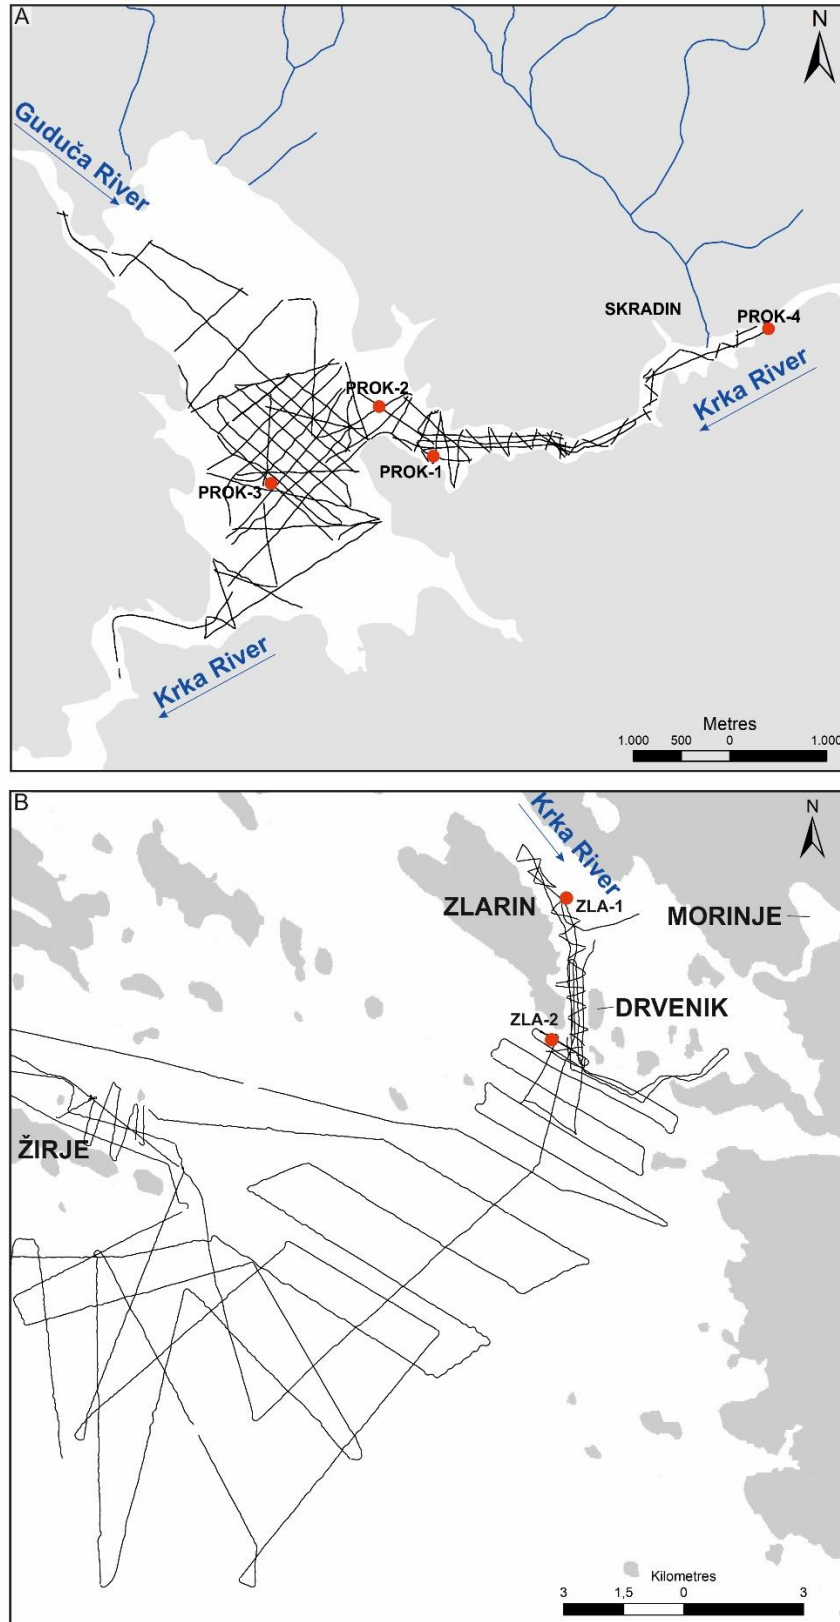 A
N
Guduča River
SKRADIN
PROK-4
Krka River
PROK-2
PROK-1
PROK-3
Krka River
Metres
1.000 500 0 1.000
B
N
Krka River
ZLARIN
ZLA-1
MORINJE
DRVENIK
ZLA-2
ŽIRJE
Kilometres
3 1,5 0 3